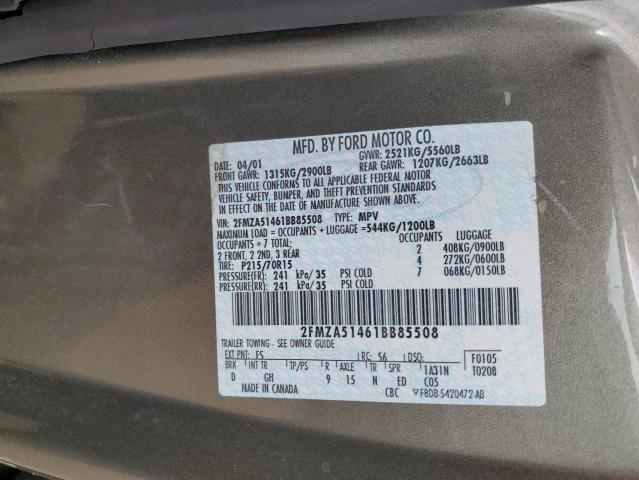 MFD. BY FORD MOTOR CO.
04/01 GVWR: 2521KG/5560LB
FRONT GAWR: 1315KG/2900LB REAR GAWR: 1207KG/2663LB
THIS VEHICLE CONFORMS TO ALL APPLICABLE FEDERAL MOTOR
VEHICLE SAFETY, BUMPER, AND THEFT PREVENTION STANDARDS
IN EFFECT ON THE DATE OF MANUFACTURE SHOWN ABOVE.
VIN: 2FMZA51461BB85508 TYPE: MPV
MAXIMUM LOAD = OCCUPANTS + LUGGAGE =544KG/1200LB
OCCUPANTS = 7 TOTAL: OCCUPANTS LUGGAGE
2 FRONT, 2 2ND, 3 REAR 2 408KG/0900LB
TIRE P215/70R15 4 272KG/0600LB
PRESSURE(FR): 241 kPa/35 PSI COLD 7 068KG/0150LB
PRESSURE(RR): 241 kPa/35 PSI COLD
2FMZA51461BB85508
TRAILER TOWING - SEE OWNER GUIDE
EXT PNT: FS RC: 56 DSO: F0105
BRK INT TR TP/PS R AXLE TR SPR 1A31N T0208
D GH 9 15 N ED C05
MADE IN CANADA CBC F8DB-5420472-AB